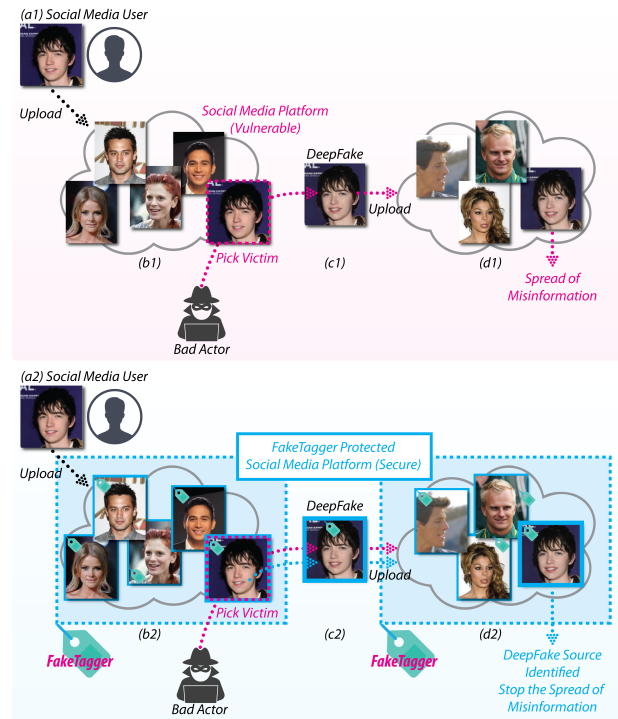 (a1) Social Media User
Upload
Social Media Platform
(Vulnerable)
DeepFake
Upload
Pick Victim
(b1)
(c1)
(d1)
Spread of
Misinformation
Bad Actor
(a2) Social Media User
Upload
FakeTagger Protected
Social Media Platform (Secure)
DeepFake
Upload
Pick Victim
(b2)
(c2)
(d2)
FakeTagger
FakeTagger
Bad Actor
DeepFake Source
Identified
Stop the Spread of
Misinformation